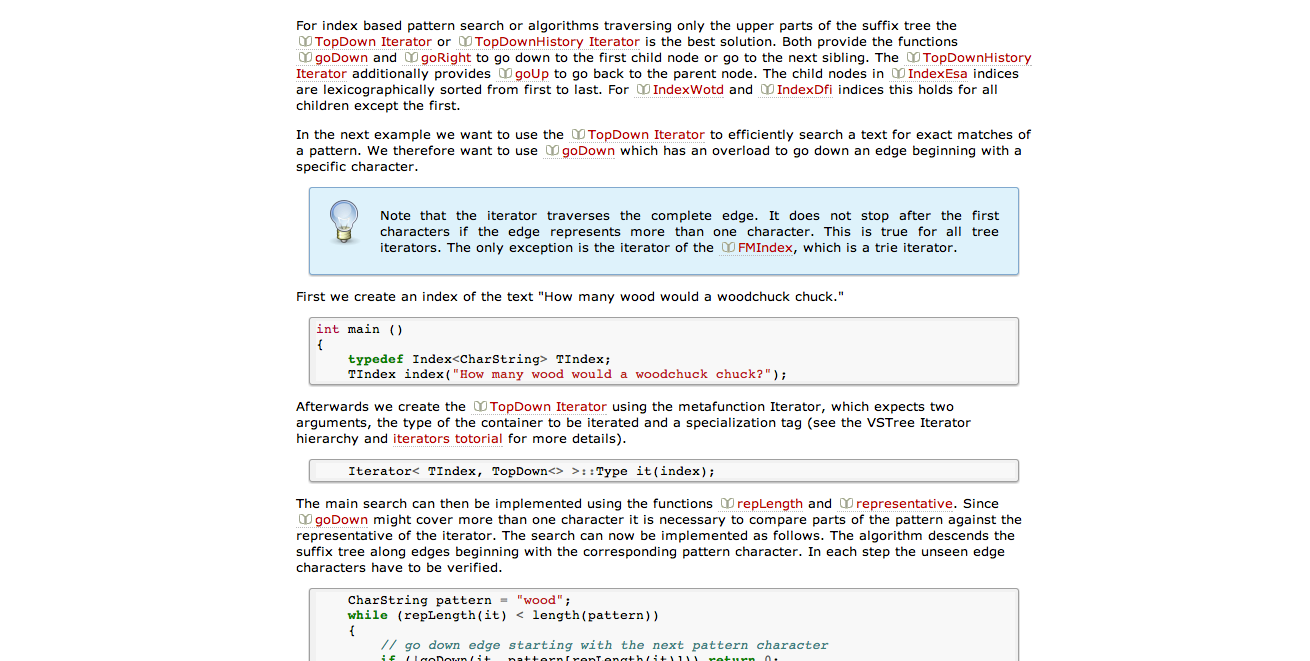 For index based pattern search or algorithms traversing only the upper parts of the suffix tree the
TopDown Iterator or TopDownHistory Iterator is the best solution. Both provide the functions
goDown and goRight to go down to the first child node or go to the next sibling. The TopDownHistory
Iterator additionally provides goUp to go back to the parent node. The child nodes in IndexEsa indices
are lexicographically sorted from first to last. For IndexWotd and IndexDfi indices this holds for all
children except the first.
In the next example we want to use the TopDown Iterator to efficiently search a text for exact matches of
a pattern. We therefore want to use goDown which has an overload to go down an edge beginning with a
specific character.
Note that the iterator traverses the complete edge. It does not stop after the first
characters if the edge represents more than one character. This is true for all tree
iterators. The only exception is the iterator of the FMIndex, which is a trie iterator.
First we create an index of the text "How many wood would a woodchuck chuck."
int main ()
{
typedef Index<CharString> TIndex;
TIndex index("How many wood would a woodchuck chuck?");
Afterwards we create the TopDown Iterator using the metafunction Iterator, which expects two
arguments, the type of the container to be iterated and a specialization tag (see the VSTree Iterator
hierarchy and iterators totorial for more details).
Iterator< TIndex, TopDown<> >::Type it(index);
The main search can then be implemented using the functions repLength and representative. Since
goDown might cover more than one character it is necessary to compare parts of the pattern against the
representative of the iterator. The search can now be implemented as follows. The algorithm descends the
suffix tree along edges beginning with the corresponding pattern character. In each step the unseen edge
characters have to be verified.
CharString pattern = "wood";
while (repLength(it) < length(pattern))
{
// go down edge starting with the next pattern character
if (!goDown(it, pattern[repLength(it)])) return 0;